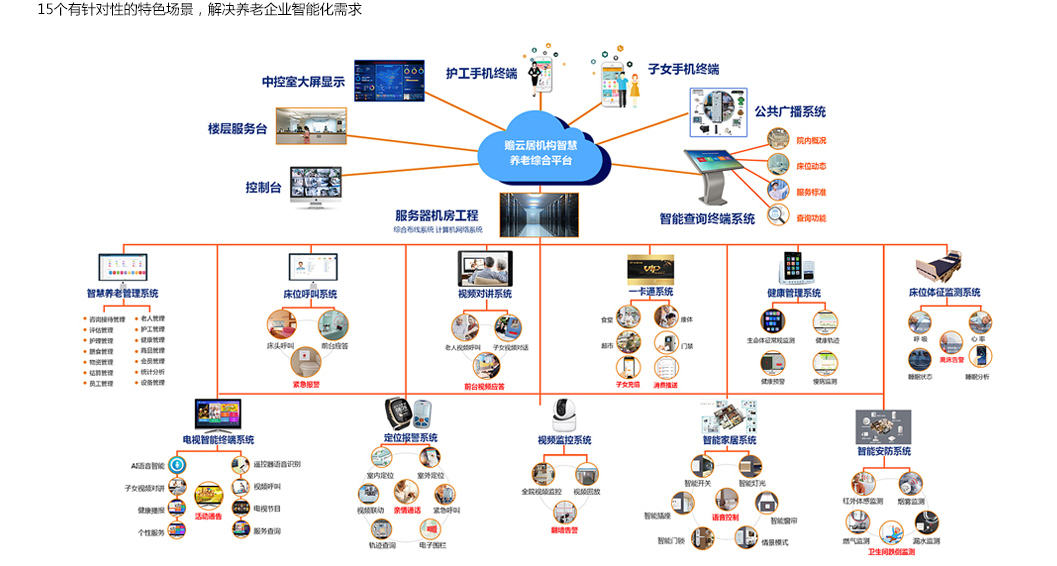 15个有针对性的特色场景，解决养老企业智能化需求
中控室大屏显示
护工手机终端
子女手机终端
楼层服务台
公共广播系统
赡云居机构智慧
养老综合平台
院内概况
床位动态
控制台
服务标准
服务器机房工程
综合布线系统 计算机网络系统
智能查询终端系统
查询功能
智慧养老管理系统
咨询接待管理
评估管理
护理管理
膳食管理
物资管理
结算管理
员工管理
老人管理
护工管理
健康管理
商品管理
会员管理
统计分析
设备管理
床位呼叫系统
床头呼叫
前台应答
紧急报警
视频对讲系统
老人视频呼叫
子女视频对话
前台视频应答
VIP
一卡通系统
食堂
康体
超市
门禁
子女充值
消费推送
健康管理系统
生命体征常规监测
健康轨迹
健康预警
慢病监测
床位体征监测系统
呼 吸
心 率
离床告警
睡眠状态
睡眠分析
电视智能终端系统
AI语音智能
遥控器语音识别
子女视频对讲
视频呼叫
健康播报
活动通告
电视节目
个性服务
服务查询
定位报警系统
室内定位
室外定位
视频联动
亲情通话
紧急呼叫
轨迹查询
电子围栏
视频监控系统
全院视频监控
视频回放
翻墙告警
智能家居系统
智能开关
智能灯光
智能插座
语音控制
智能窗帘
智能门锁
情景模式
智能安防系统
红外体感监测
烟雾监测
燃气监测
漏水监测
卫生间跌倒监测